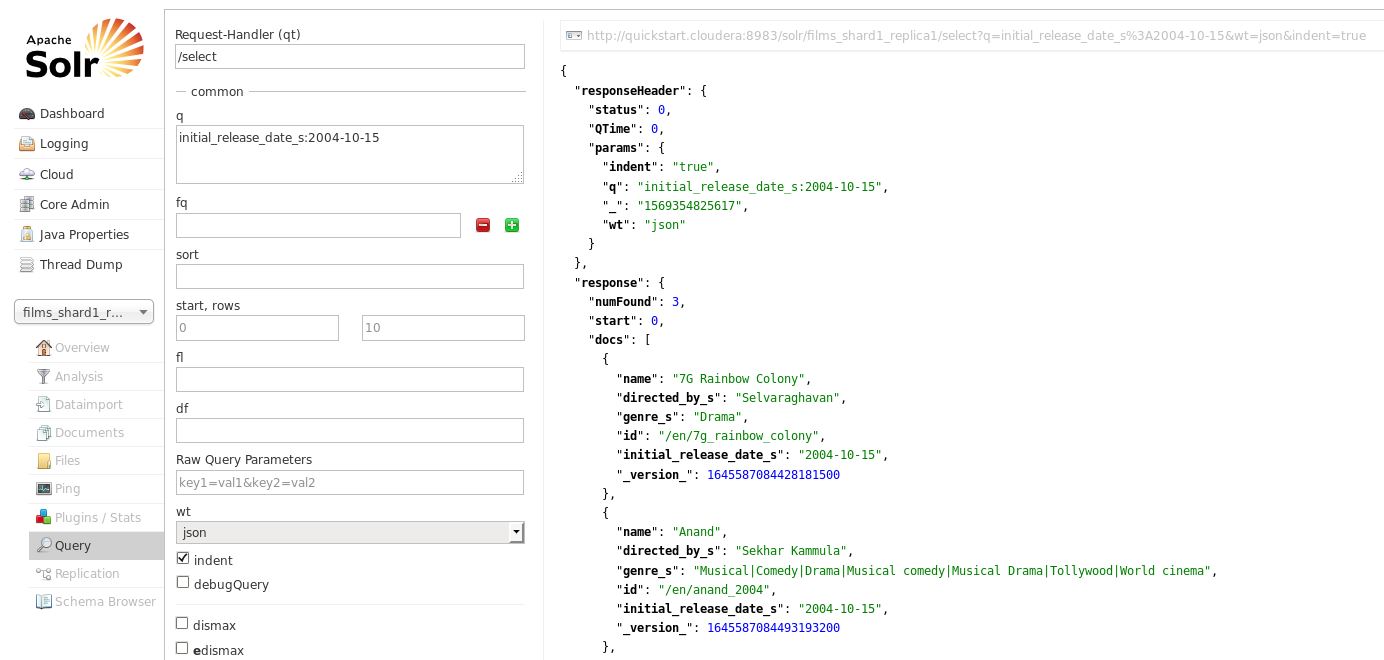 Apache
Solr
Dashboard
Logging
Cloud
Core Admin
Java Properties
Thread Dump
films_shard1_r...
Overview
Analysis
Dataimport
Documents
Files
Ping
Plugins / Stats
Query
Replication
Schema Browser
Request-Handler (qt)
/select
common
q
initial_release_date_s:2004-10-15
fq
sort
start, rows
0 10
fl
df
Raw Query Parameters
key1=val1&key2=val2
wt
json
indent
debugQuery
dismax
edismax
http://quickstart.cloudera:8983/solr/films_shard1_replica1/select?q=initial_release_date_s%3A2004-10-15&wt=json&indent=true
{
"responseHeader": {
"status": 0,
"QTime": 0,
"params": {
"indent": "true",
"q": "initial_release_date_s:2004-10-15",
"_": "1569354825617",
"wt": "json"
}
},
"response": {
"numFound": 3,
"start": 0,
"docs": [
{
"name": "7G Rainbow Colony",
"directed_by_s": "Selvaraghavan",
"genre_s": "Drama",
"id": "/en/7g_rainbow_colony",
"initial_release_date_s": "2004-10-15",
"_version_": 1645587084428181500
},
{
"name": "Anand",
"directed_by_s": "Sekhar Kammula",
"genre_s": "Musical|Comedy|Drama|Musical comedy|Musical Drama|Tollywood|World cinema",
"id": "/en/anand_2004",
"initial_release_date_s": "2004-10-15",
"_version_": 1645587084493193200
},